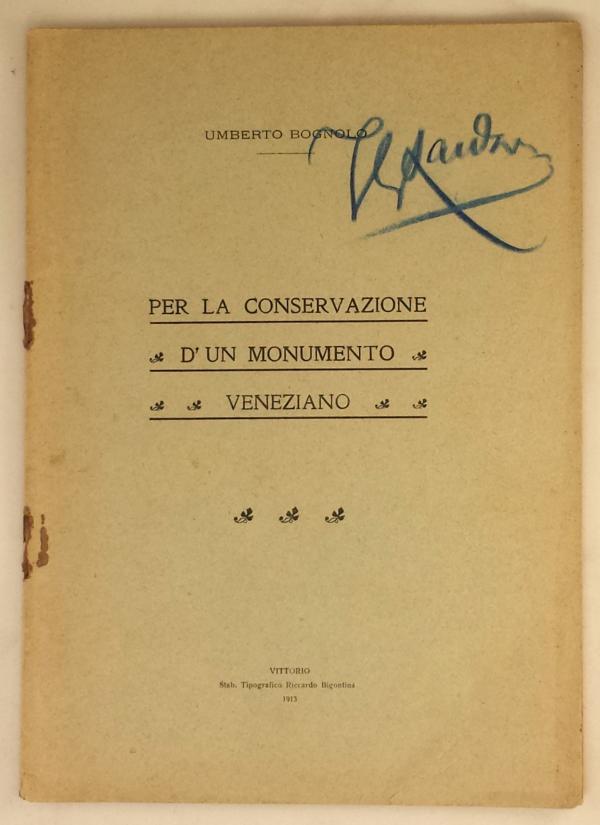 UMBERTO BOGNOLO
PER LA CONSERVAZIONE
D'UN MONUMENTO
VENEZIANO
VITTORIO
Stab. Tipografico Riccardo Bigontina
1913